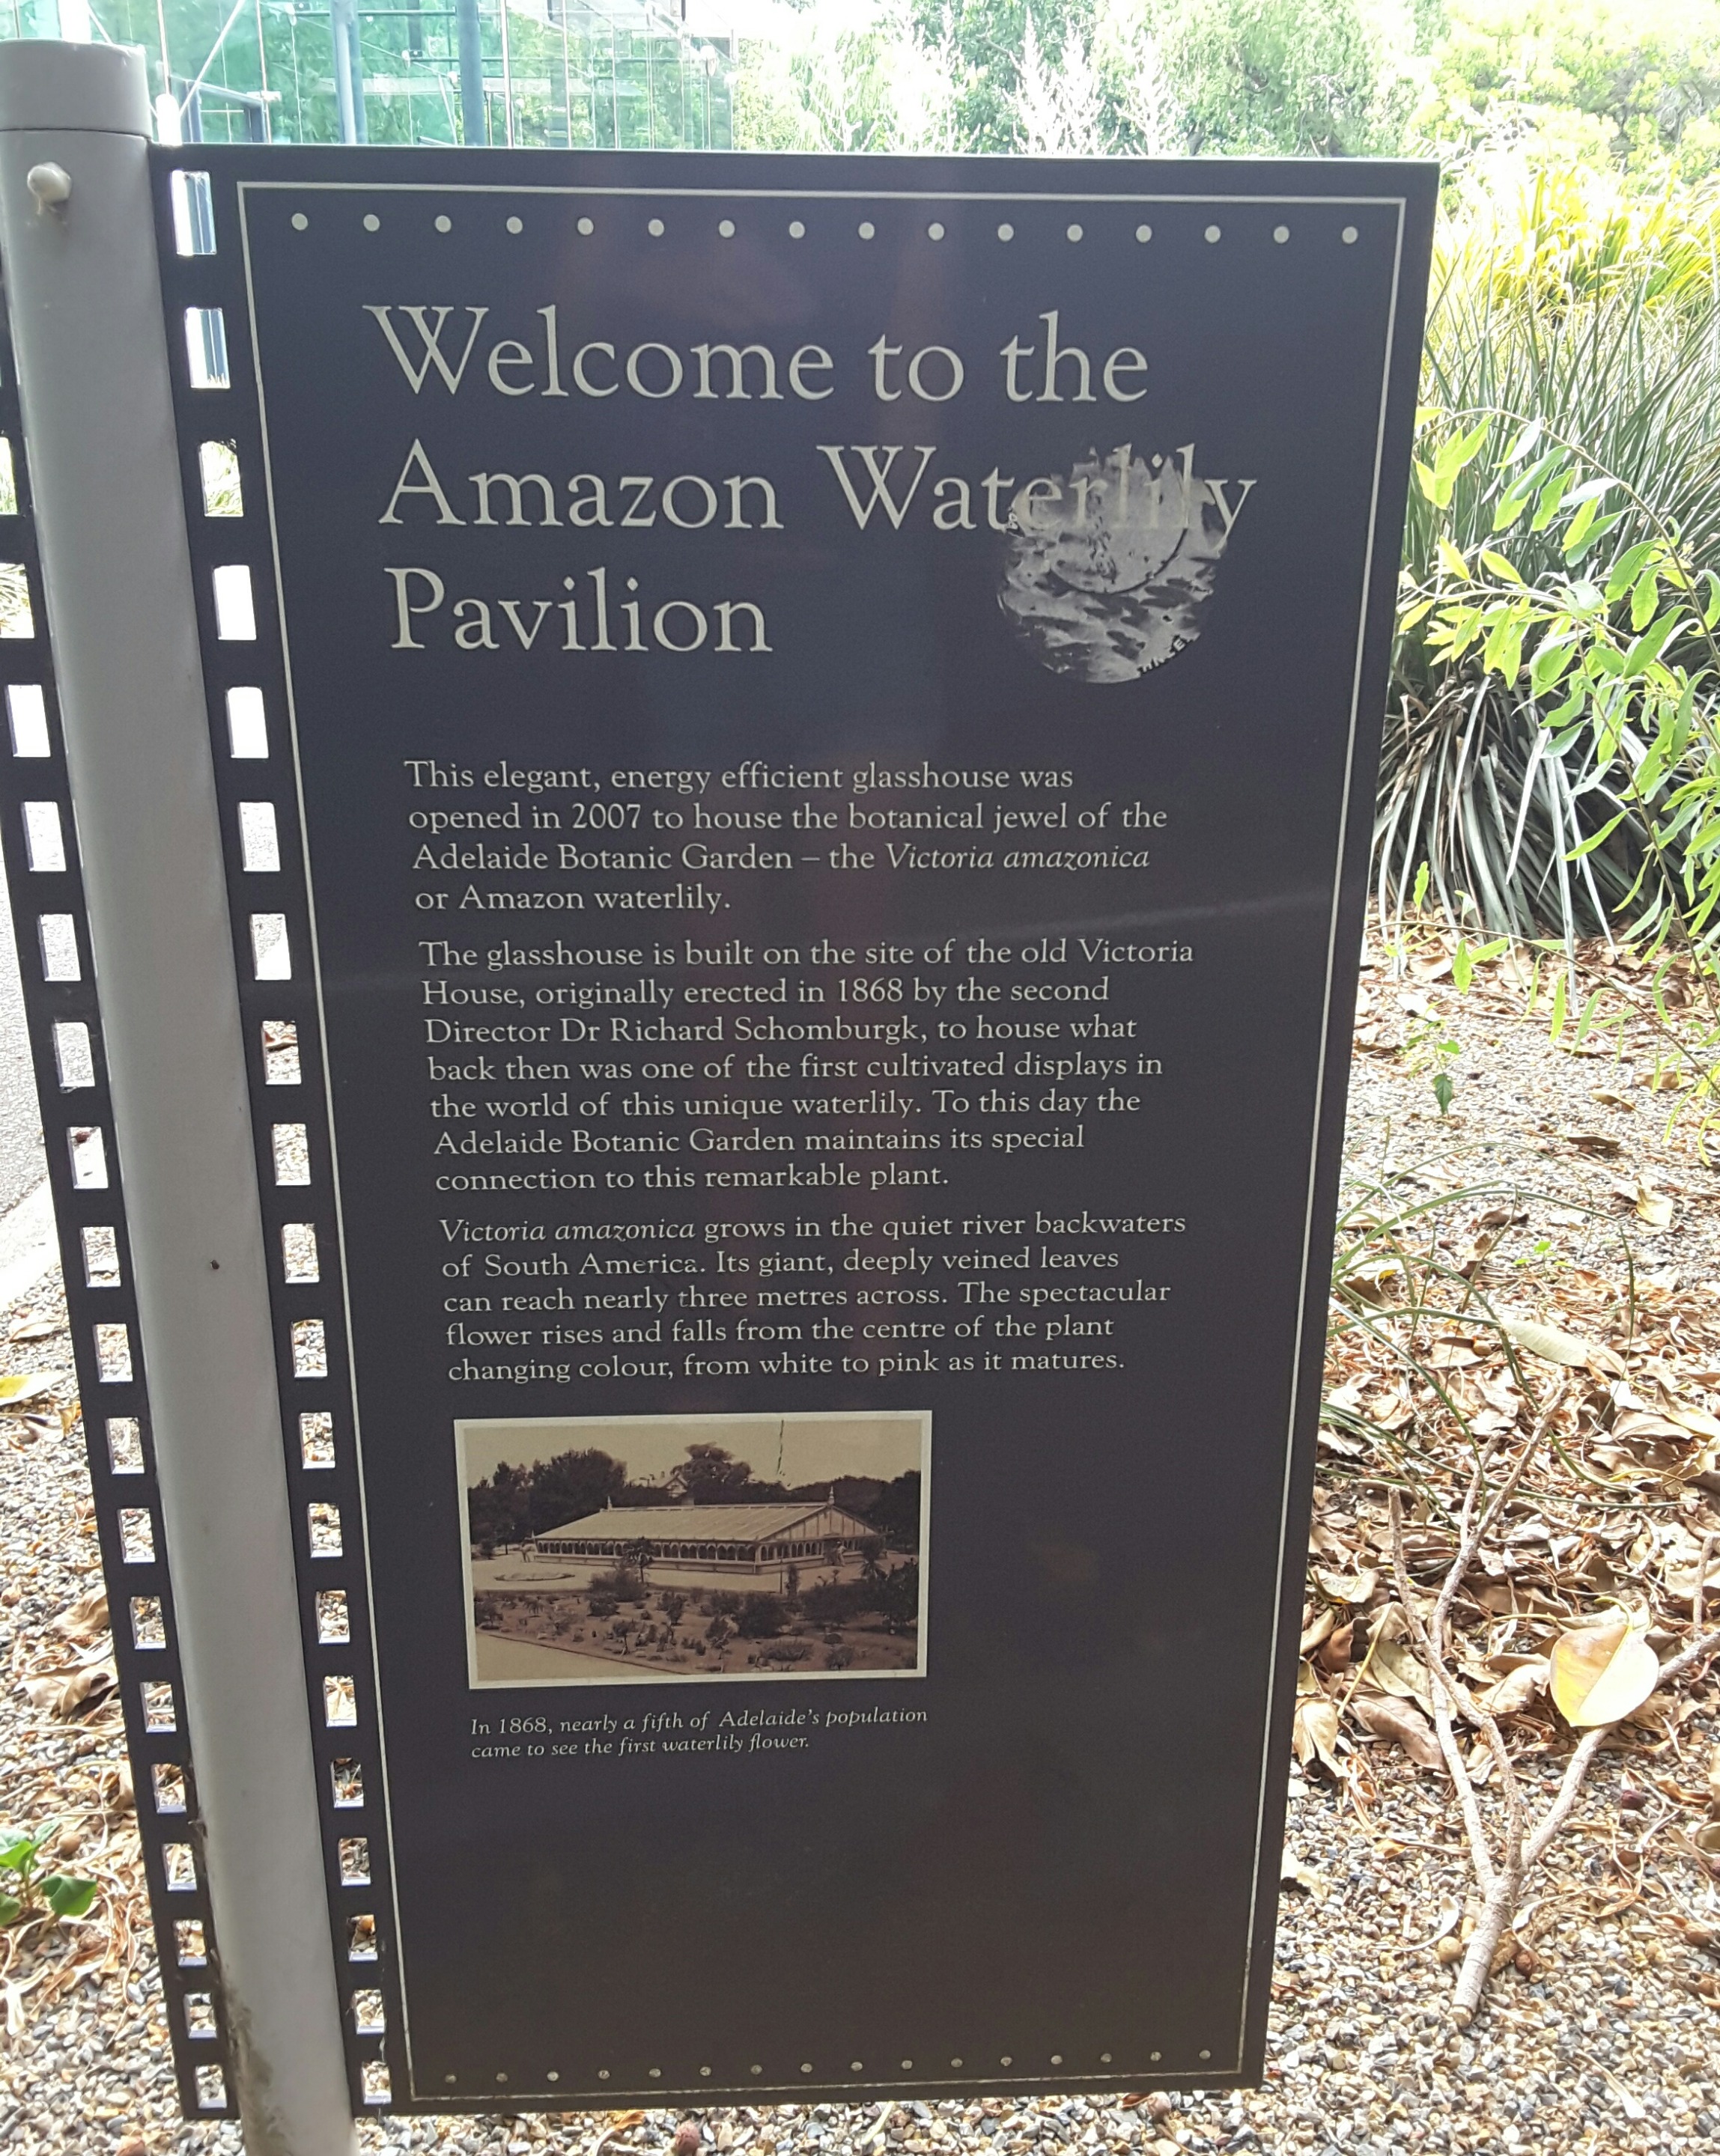 Welcome to the
Amazon Waterlily
Pavilion
This elegant, energy efficient glasshouse was
opened in 2007 to house the botanical jewel of the
Adelaide Botanic Garden – the Victoria amazonica
or Amazon waterlily.
The glasshouse is built on the site of the old Victoria
House, originally erected in 1868 by the second
Director Dr Richard Schomburgk, to house what
back then was one of the first cultivated displays in
the world of this unique waterlily. To this day the
Adelaide Botanic Garden maintains its special
connection to this remarkable plant.
Victoria amazonica grows in the quiet river backwaters
of South America. Its giant, deeply veined leaves
can reach nearly three metres across. The spectacular
flower rises and falls from the centre of the plant
changing colour, from white to pink as it matures.
In 1868, nearly a fifth of Adelaide's population
came to see the first waterlily flower.